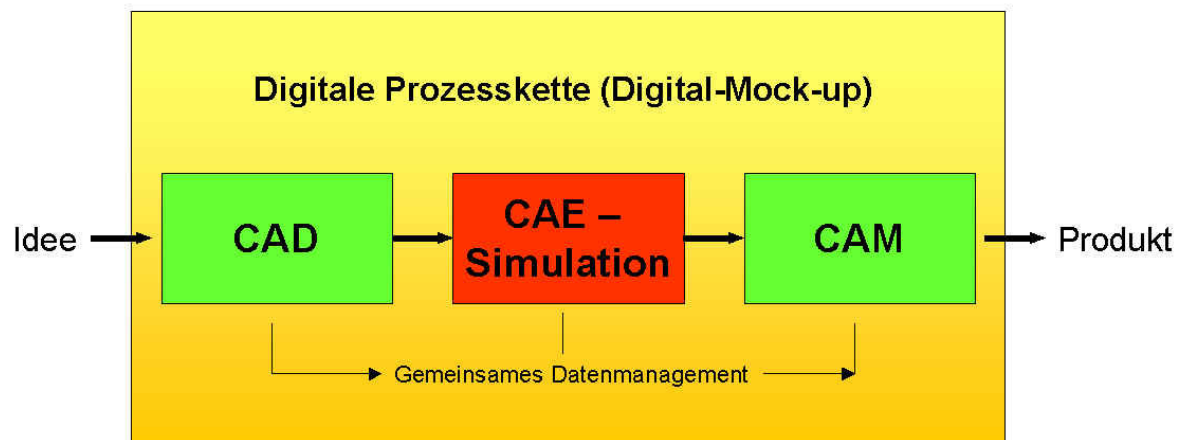 Digitale Prozesskette (Digital-Mock-up)
Idee
CAD
CAE –
Simulation
CAM
Produkt
Gemeinsames Datenmanagement